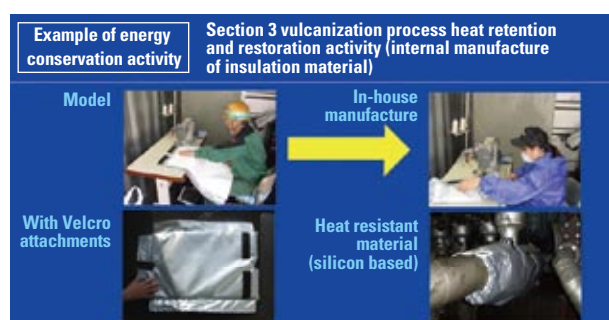 Example of energy
conservation activity
Section 3 vulcanization process heat retention
and restoration activity (internal manufacture
of insulation material)
Model
In-house
manufacture
With Velcro
attachments
Heat resistant
material
(silicon based)